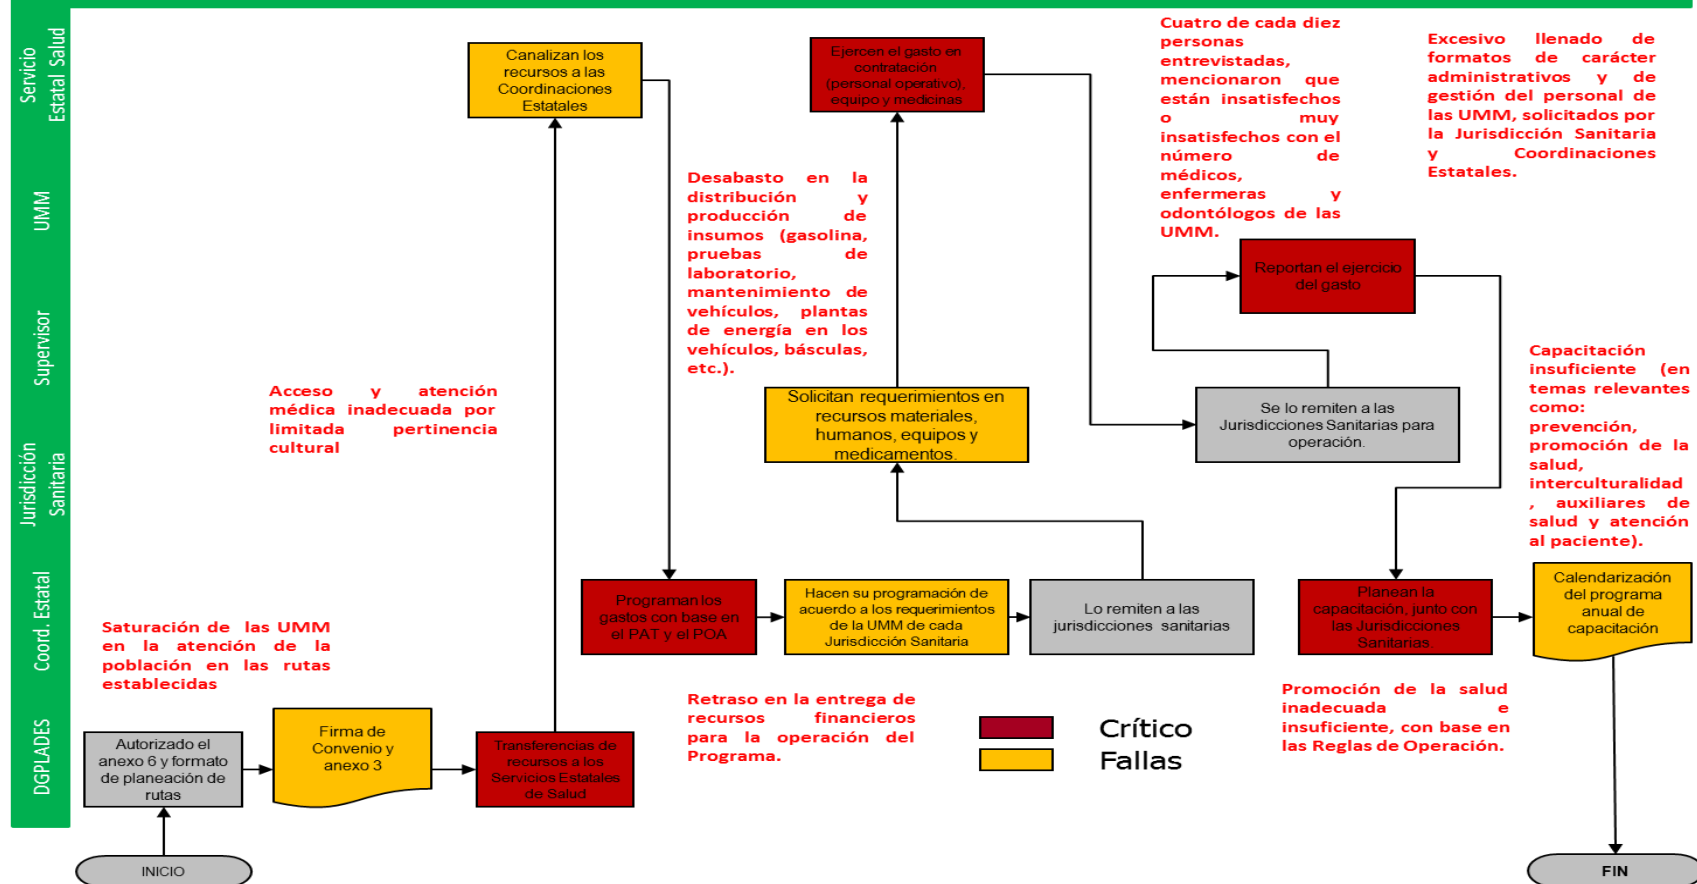 Servicio
Estatal Salud
UMM
Supervisor
Jurisdicción
Sanitaria
Coord. Estatal
DGPLADES
Canalizan los
recursos a las
Coordinaciones
Estatales
Ejercen el gasto en
contratación
(personal operativo),
equipo y medicinas
Cuatro de cada diez
personas
entrevistadas,
mencionaron que
están insatisfechos
o muy
insatisfechos con el
número de
médicos,
enfermeras y
odontólogos de las
UMM.
Excesivo llenado de
formatos de carácter
administrativos y de
gestión del personal de
las UMM, solicitados por
la Jurisdicción Sanitaria
y Coordinaciones
Estatales.
Desabasto en la
distribución y
producción de
insumos (gasolina,
pruebas de
laboratorio,
mantenimiento de
vehículos, plantas
de energía en los
vehículos, básculas,
etc.).
Reportan el ejercicio
del gasto
Acceso y atención
médica inadecuada por
limitada pertinencia
cultural
Solicitan requerimientos en
recursos materiales,
humanos, equipos y
medicamentos.
Se lo remiten a las
Jurisdicciones Sanitarias para
operación.
Capacitación
insuficiente (en
temas relevantes
como:
prevención,
promoción de la
salud,
interculturalidad
, auxiliares de
salud y atención
al paciente).
Programan los
gastos con base en
el PAT y el POA
Hacen su programación de
acuerdo a los requerimientos
de la UMM de cada
Jurisdicción Sanitaria
Lo remiten a las
jurisdicciones sanitarias
Planean la
capacitación, junto con
las Jurisdicciones
Sanitarias.
Calendarización
del programa
anual de
capacitación
Saturación de las UMM
en la atención de la
población en las rutas
establecidas
Retraso en la entrega de
recursos financieros
para la operación del
Programa.
Crítico
Fallas
Promoción de la salud
inadecuada e
insuficiente, con base en
las Reglas de Operación.
Autorizado el
anexo 6 y formato
de planeación de
rutas
Firma de
Convenio y
anexo 3
Transferencias de
recursos a los
Servicios Estatales
de Salud
INICIO
FIN